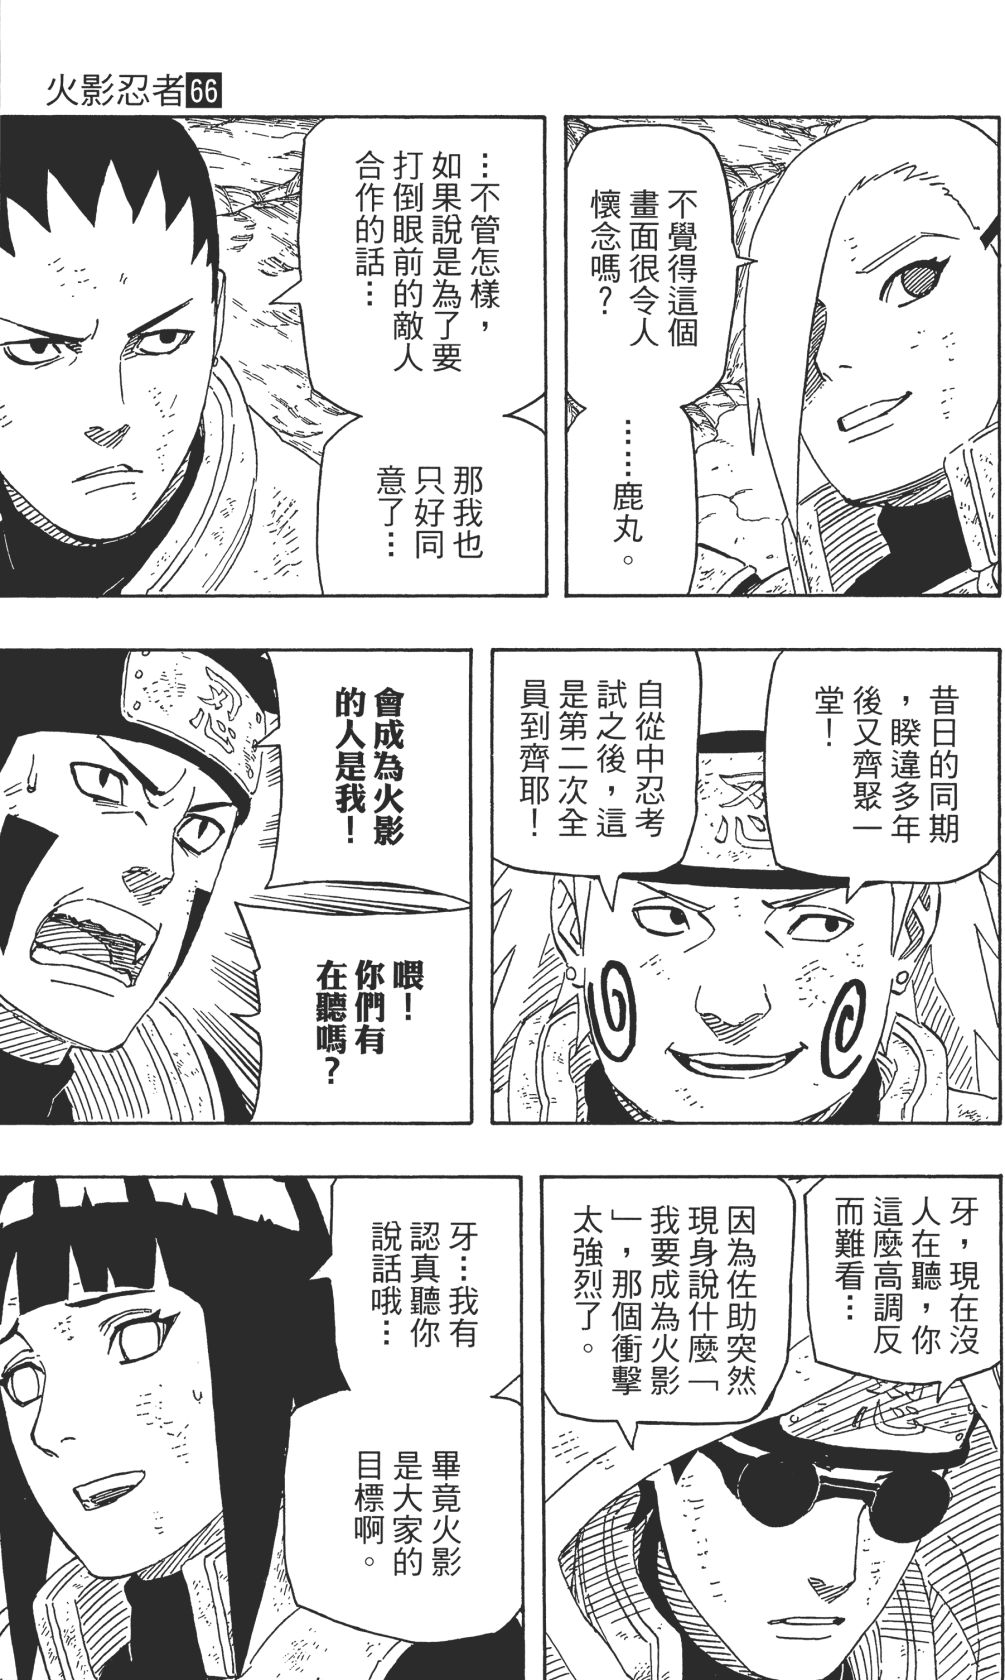 火影忍者66
不覺得這個
畫面很令人
懷念嗎？
……鹿丸。
…不管怎樣，
如果說是為了要
打倒眼前的敵人
合作的話…
那我也
只好同
意了…
昔日的同期
，睽違多年
後又齊聚一
堂！
自從中忍考
試之後，這
是第二次全
員到齊耶！
忍
會成為火影
的人是我！
喂！
你們有
在聽嗎？
忍
牙，現在沒
人在聽，你
這麼高調反
而難看…
因為佐助突然
現身說什麼「
我要成為火影
」，那個衝擊
太強烈了。
忍
牙…我有
認真聽你
說話哦…
畢竟火影
是大家的
目標啊。